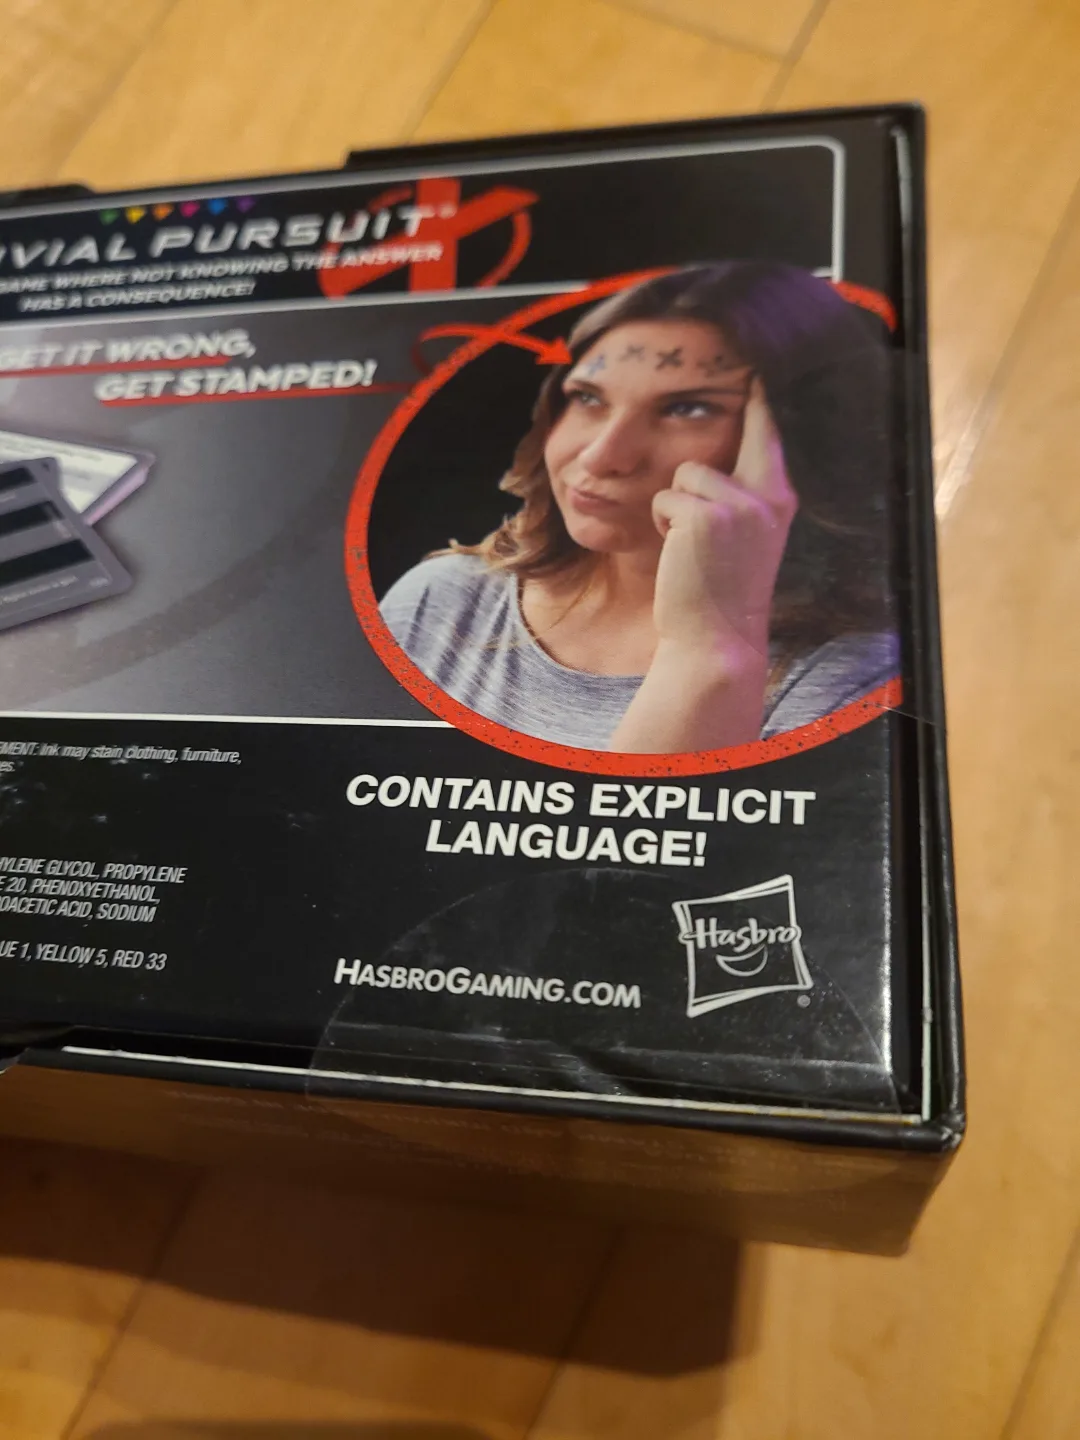 VIAL PURSUIT
GAME WHERE NOT KNOWING THE ANSWER
HAS A CONSEQUENCE!
X
GET IT WRONG,
GET STAMPED!
EMENT: Ink may stain clothing, furniture,
es.
CONTAINS EXPLICIT
LANGUAGE!
HYLENE GLYCOL, PROPYLENE
E 20, PHENOXYETHANOL,
OACETIC ACID, SODIUM
UE 1, YELLOW 5, RED 33
HASBROGAMING.COM
Hasbro
®